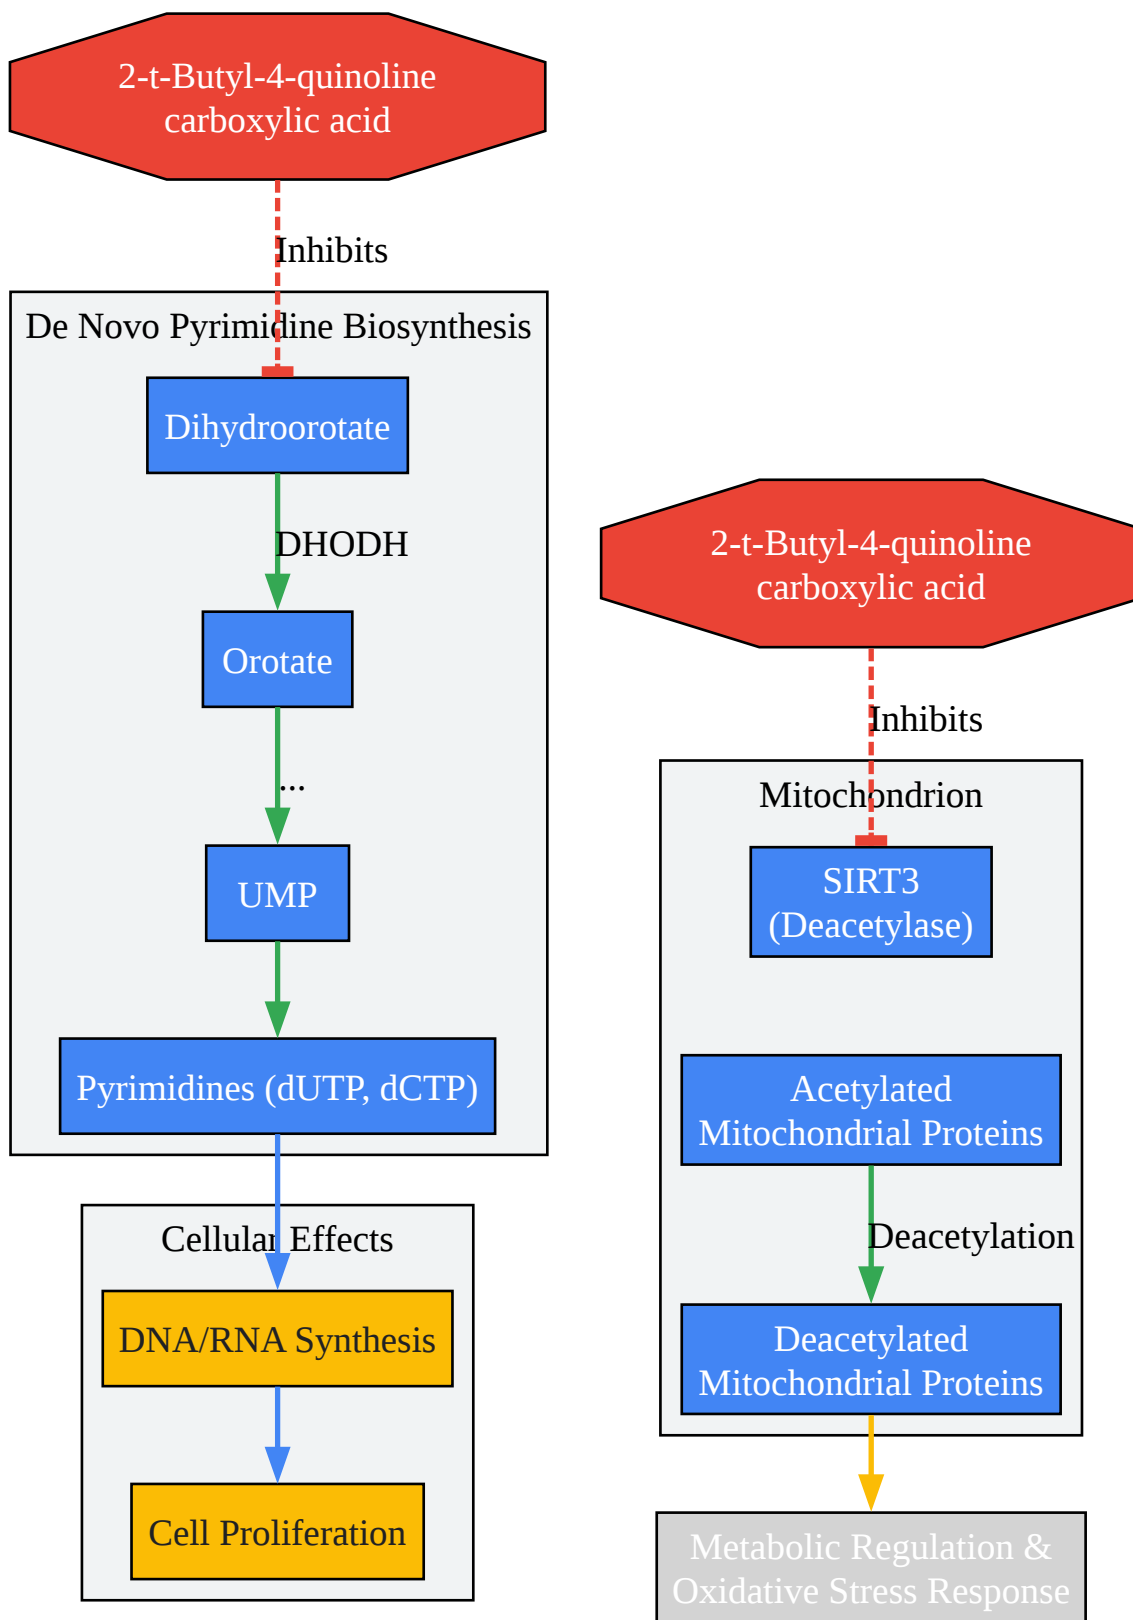 2-t-Butyl-4-quinoline
carboxylic acid
Inhibits
De Novo Pyrimidine Biosynthesis
Dihydroorotate
DHODH
Orotate
...
UMP
Pyrimidines (dUTP, dCTP)
Cellular Effects
DNA/RNA Synthesis
Cell Proliferation
2-t-Butyl-4-quinoline
carboxylic acid
Inhibits
Mitochondrion
SIRT3
(Deacetylase)
Acetylated
Mitochondrial Proteins
Deacetylation
Deacetylated
Mitochondrial Proteins
Metabolic Regulation &
Oxidative Stress Response